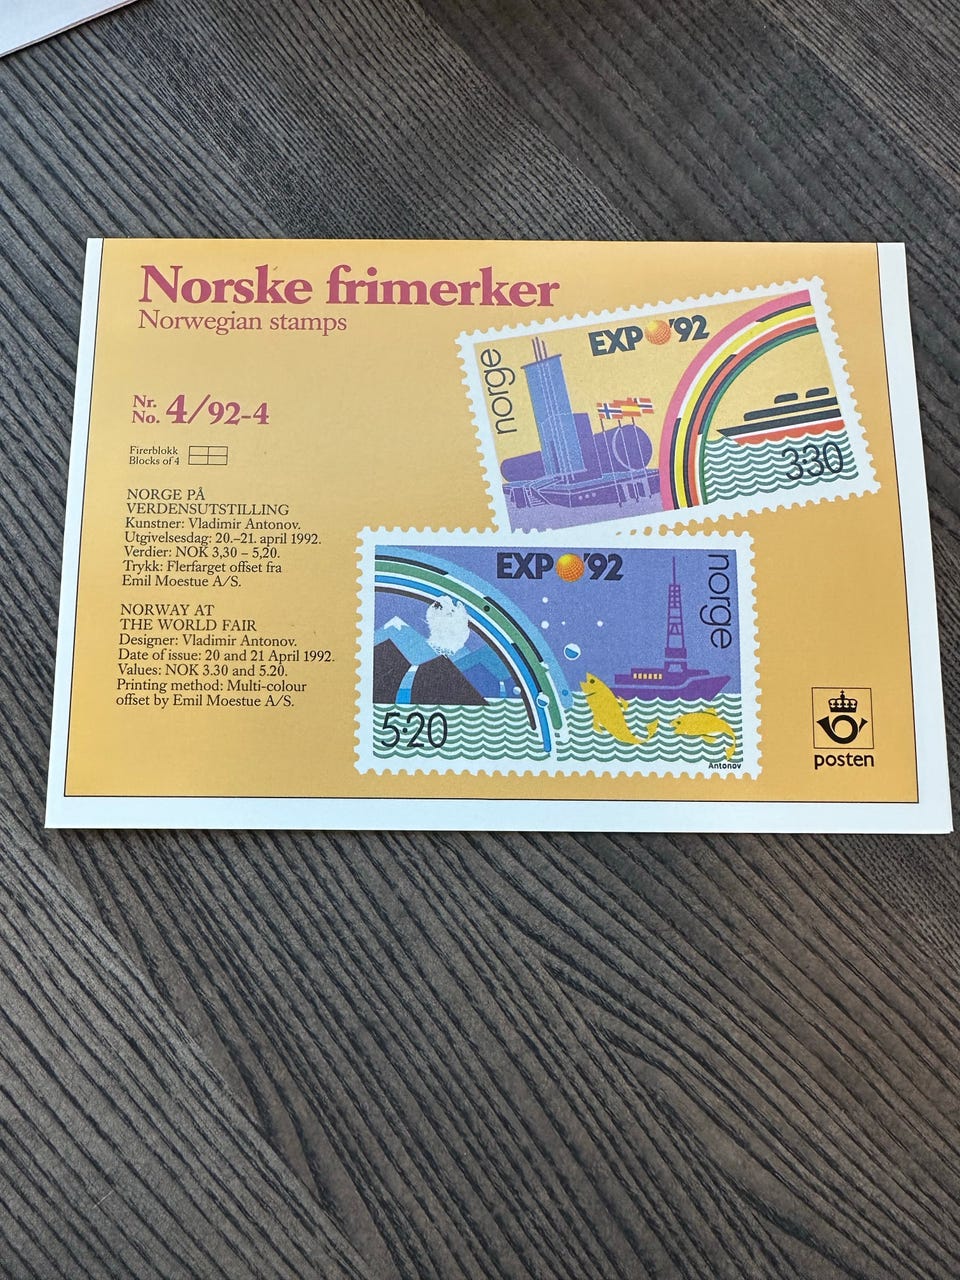 Norske frimerker
Norwegian stamps
Nr.
No. 4/92-4
Firerblokk
Blocks of 4
NORGE PÅ
VERDENSUTSTILLING
Kunstner: Vladimir Antonov.
Utgivelsesdag: 20.–21. april 1992.
Verdier: NOK 3,30 – 5,20.
Trykk: Flerfarget offset fra
Emil Moestue A/S.
NORWAY AT
THE WORLD FAIR
Designer: Vladimir Antonov.
Date of issue: 20 and 21 April 1992.
Values: NOK 3.30 and 5.20.
Printing method: Multi-colour
offset by Emil Moestue A/S.
norge
EXPO'92
330
EXPO'92
norge
5·20
Antonov
posten